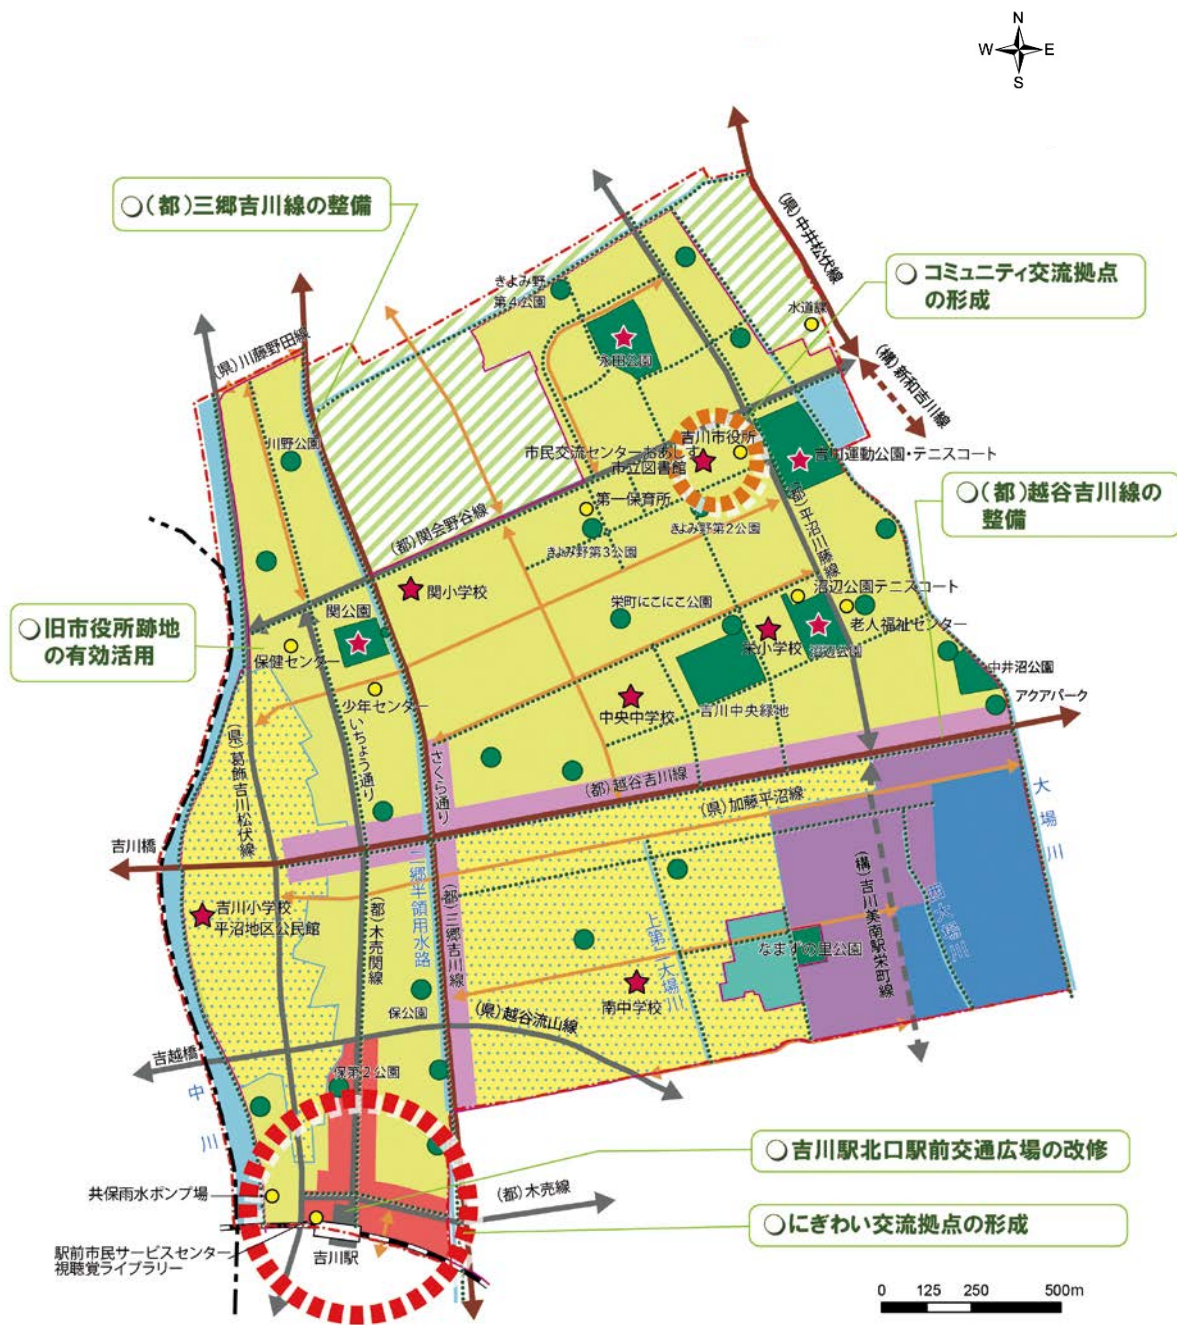 N
W
E
S
○(都)三郷吉川線の整備
(県)中井松伏線
○ コミュニティ交流拠点
の形成
きよみ野
第4公園
水道課
永田公園
(県)川藤野田線
(構)新和吉川線
川野公園
吉川市役所
市民交流センターおあしす
市立図書館
吉川運動公園・テニスコート
○(都)越谷吉川線の
整備
第一保育所
(都)関会野谷線
きよみ野第2公園
きよみ野第3公園
(都)平沼川藤線
関小学校
沼辺公園テニスコート
栄町にこにこ公園
老人福祉センター
○旧市役所跡地
の有効活用
関公園
保健センター
栄小学校
沼辺公園
中井沼公園
アクアパーク
少年センター
中央中学校
吉川中央緑地
(県)葛飾吉川松伏線
いちょう通り
さくら通り
(都)越谷吉川線
(県)加藤平沼線
大場川
吉川橋
二郷半領用水路
(都)三郷吉川線
(構)吉川美南駅栄町線
西大場川
吉川小学校
平沼地区公民館
(都)木売関線
上第二大場川
なまずの里公園
南中学校
保公園
(県)越谷流山線
吉越橋
保第2公園
中川
○吉川駅北口駅前交通広場の改修
共保雨水ポンプ場
(都)木売線
○にぎわい交流拠点の形成
駅前市民サービスセンター
視聴覚ライブラリー
吉川駅
0 125 250 500m